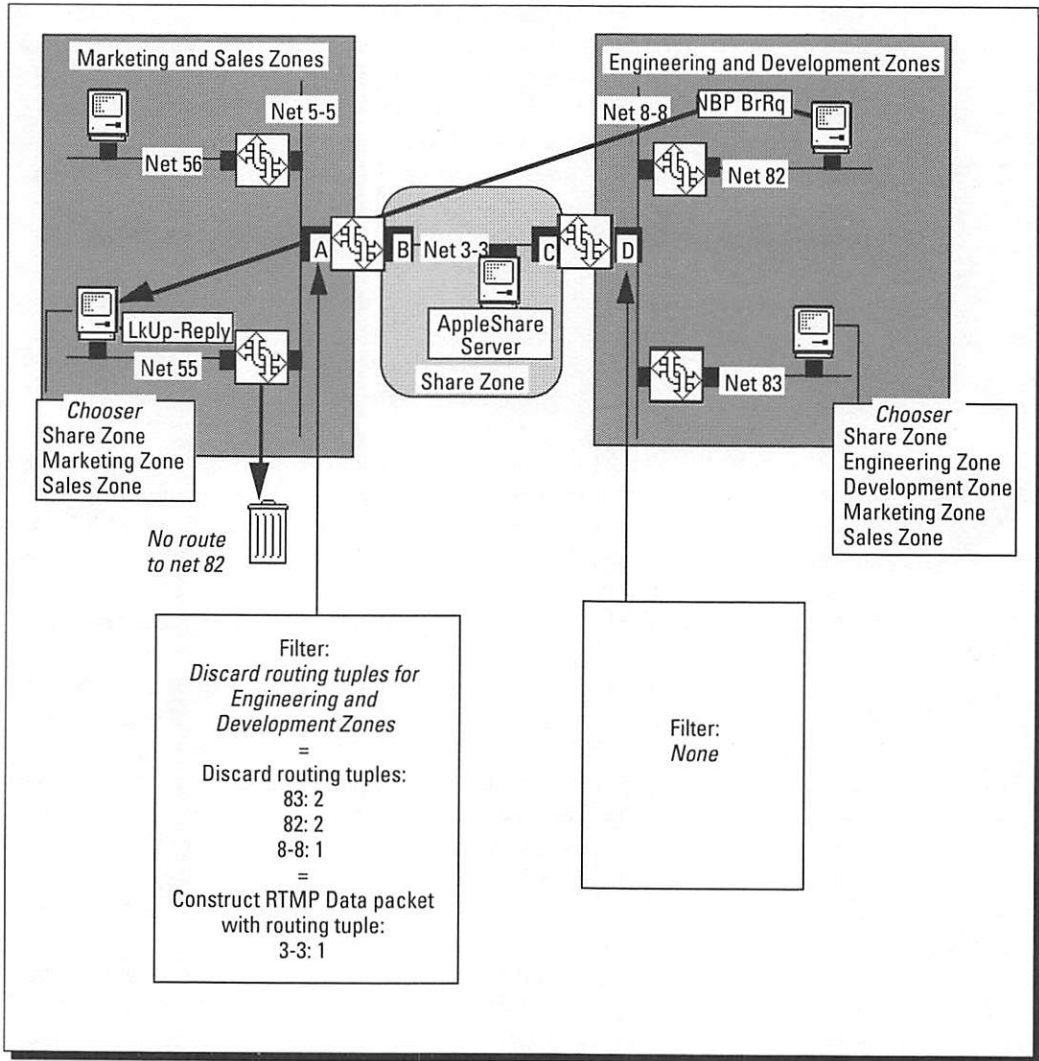 Marketing and Sales Zones
Net 5-5
Net 56
A
B
Net 3-3
LkUp-Reply
Net 55
AppleShare
Server
Share Zone
Engineering and Development Zones
Net 8-8
NBP BrRq
Net 82
C
D
Net 83
Chooser
Share Zone
Marketing Zone
Sales Zone
No route
to net 82
Chooser
Share Zone
Engineering Zone
Development Zone
Marketing Zone
Sales Zone
Filter:
Discard routing tuples for
Engineering and
Development Zones
=
Discard routing tuples:
83: 2
82: 2
8-8: 1
=
Construct RTMP Data packet
with routing tuple:
3-3: 1
Filter:
None